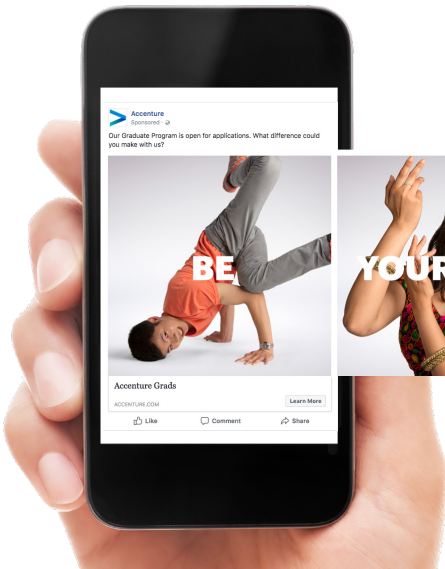 Accenture
Sponsored ·
Our Graduate Program is open for applications. What difference could
you make with us?
BE
YOUR
Accenture Grads
ACCENTURE.COM
Learn More
Like
Comment
Share